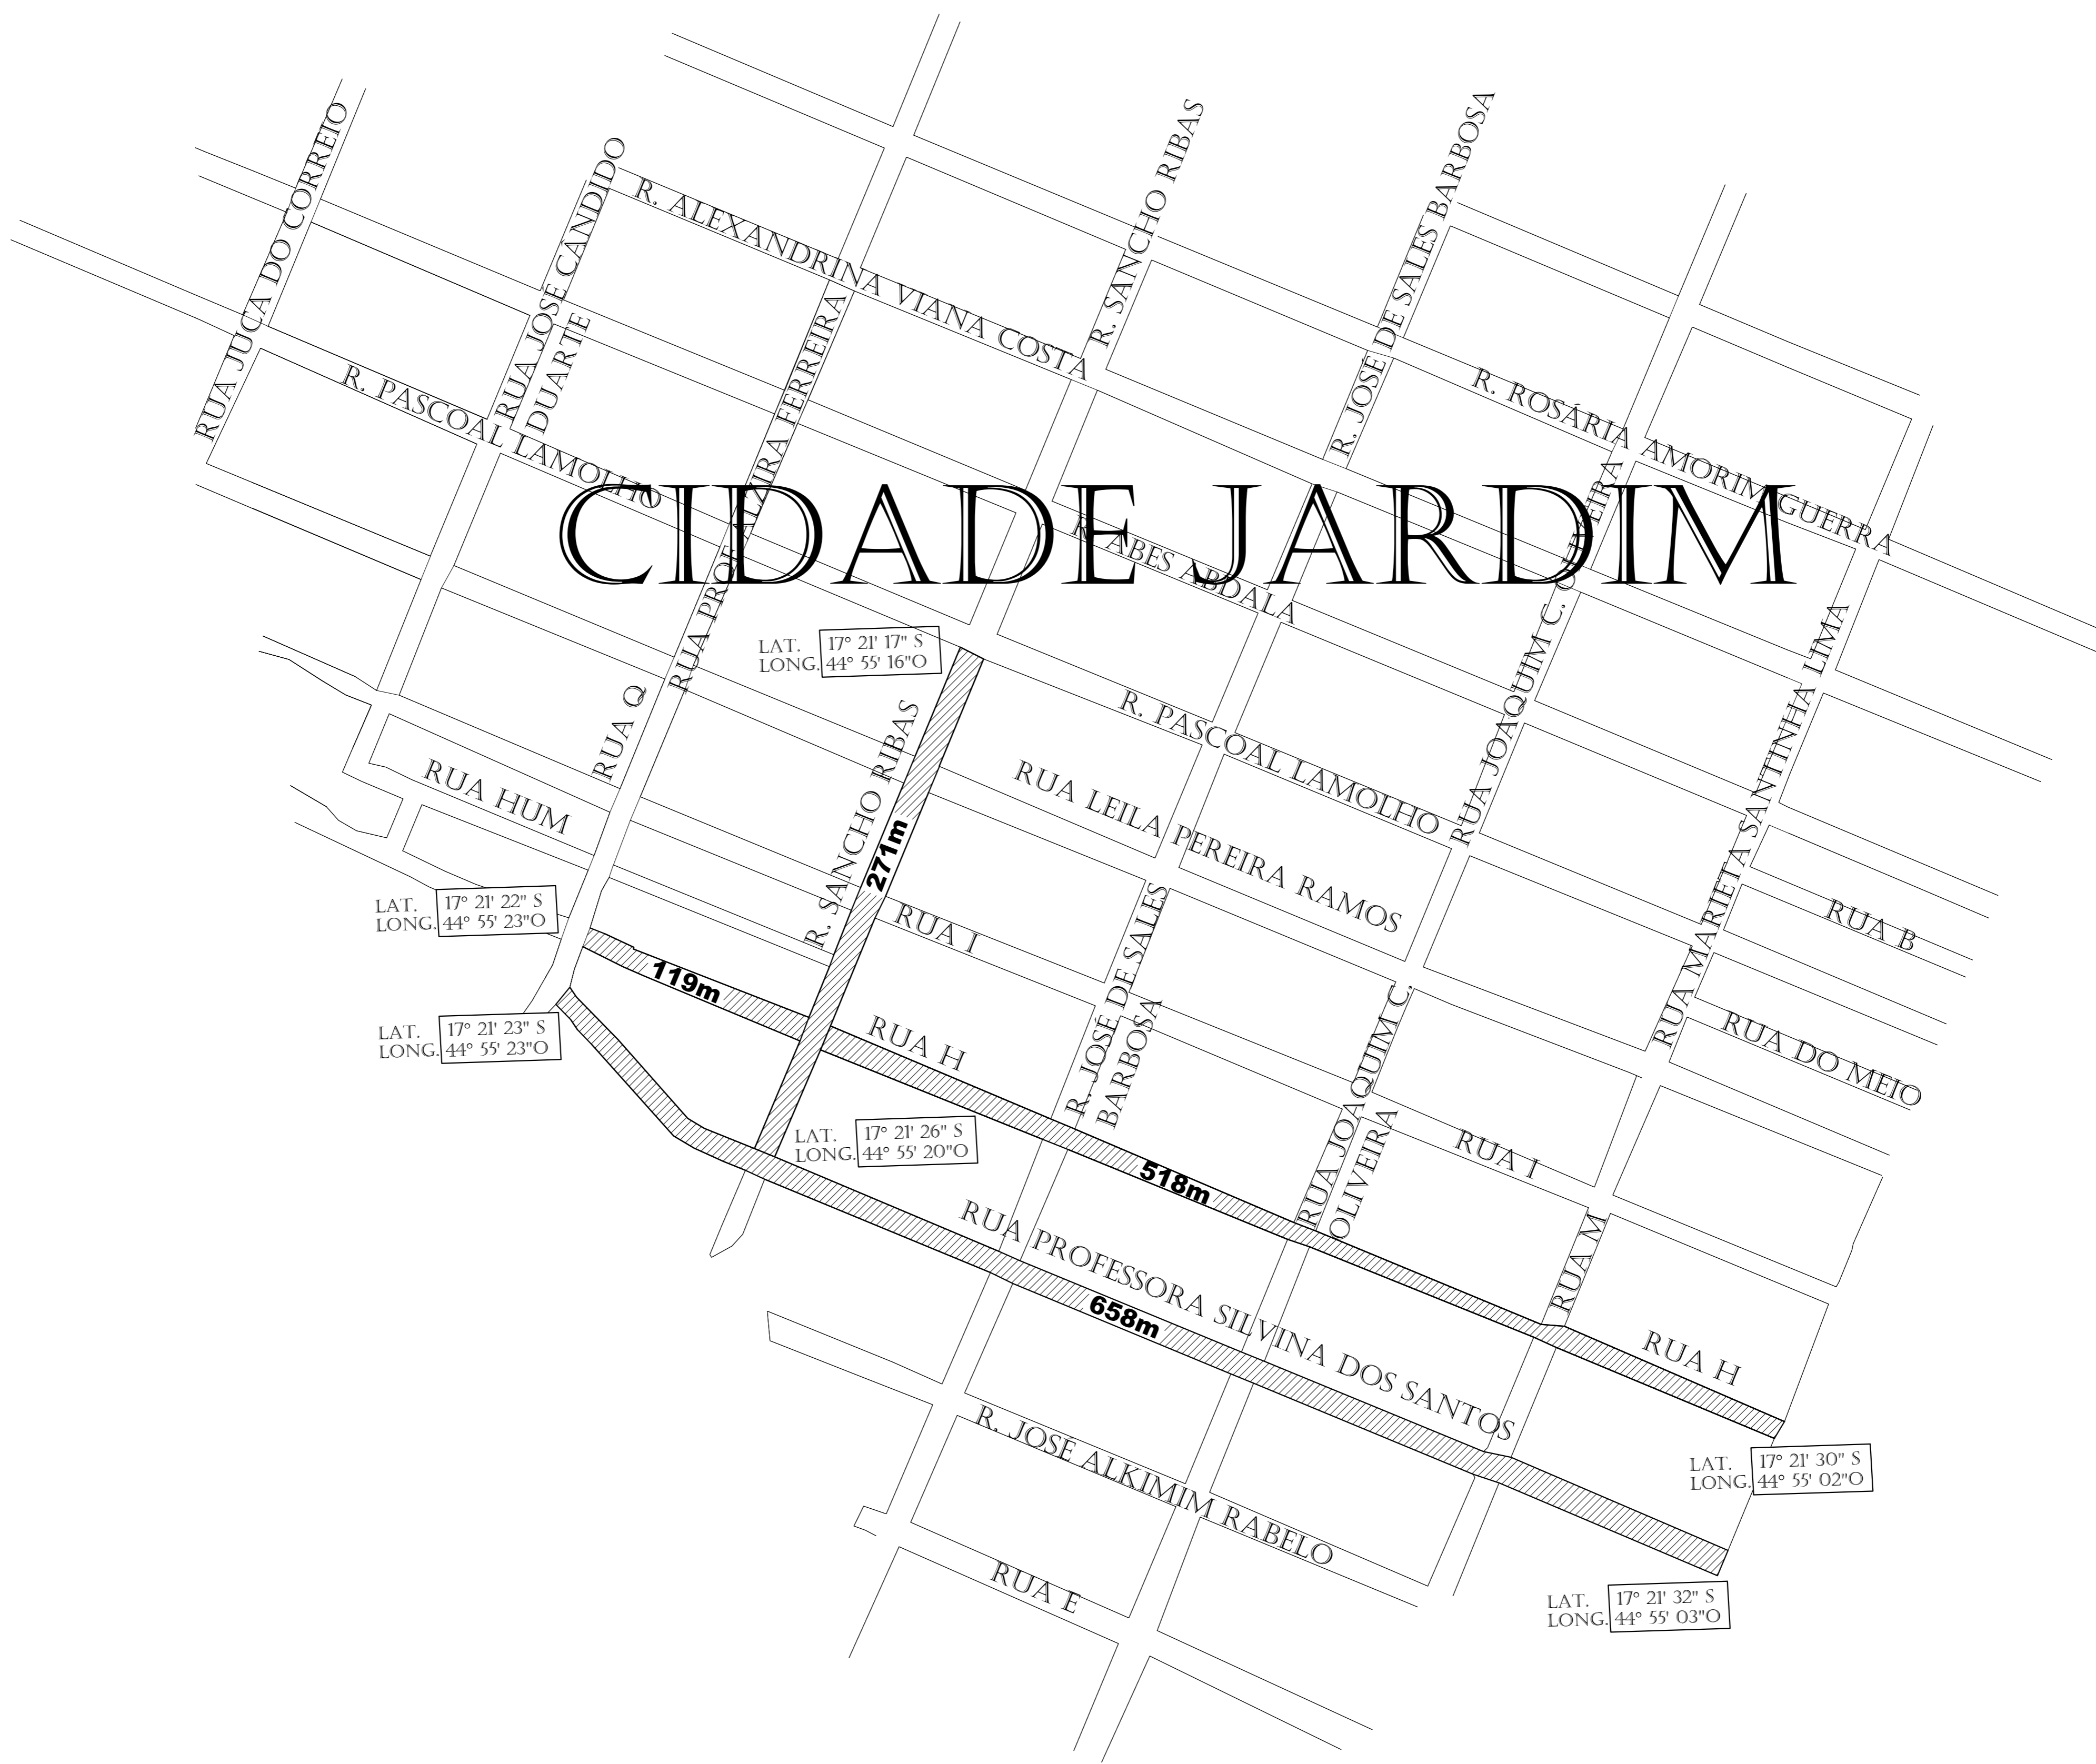 RUA JUCA DO CORREIO
RUA JOSE CANDIDO
DUARTE
R. ALEXANDRINA VIANA COSTA
R. SANCHO RIBAS
R. JOSÉ DE SALES BARBOSA
R. PASCOAL LAMOLHO
RUA PROFª ALZIRA FERREIRA
R. ROSÁRIA AMORIM GUERRA
CIDADE JARDIM
R. ABES ABDALA
RUA JOAQUIM C. OLIVEIRA
RUA MARIETA SANTINHA LIMA
LAT. 17° 21' 17" S
LONG. 44° 55' 16"O
RUA Q
R. SANCHO RIBAS
271m
R. PASCOAL LAMOLHO
RUA LEILA PEREIRA RAMOS
RUA HUM
RUA I
RUA B
RUA DO MEIO
LAT. 17° 21' 22" S
LONG. 44° 55' 23"O
119m
RUA H
R. JOSÉ DE SALES
BARBOSA
RUA JOAQUIM C.
OLIVEIRA
LAT. 17° 21' 23" S
LONG. 44° 55' 23"O
LAT. 17° 21' 26" S
LONG. 44° 55' 20"O
518m
RUA I
RUA M
RUA PROFESSORA SILVINA DOS SANTOS
658m
RUA H
R. JOSÉ ALKIMIM RABELO
LAT. 17° 21' 30" S
LONG. 44° 55' 02"O
RUA E
LAT. 17° 21' 32" S
LONG. 44° 55' 03"O